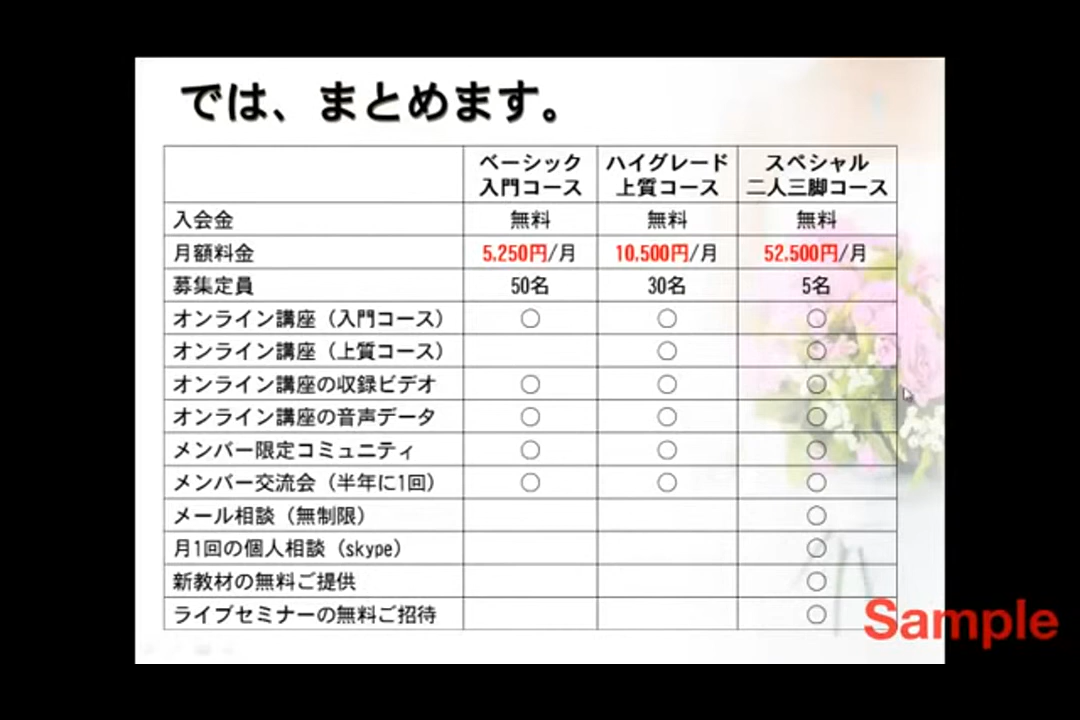 では、まとめます。
ベーシック ハイグレード スペシャル
入門コース 上質コース 二人三脚コース
入会金 無料 無料 無料
月額料金 5,250円/月 10,500円/月 52,500円/月
募集定員 50名 30名 5名
オンライン講座（入門コース） ○ ○ ○
オンライン講座（上質コース） ○ ○
オンライン講座の収録ビデオ ○ ○ ○
オンライン講座の音声データ ○ ○ ○
メンバー限定コミュニティ ○ ○ ○
メンバー交流会（半年に1回） ○ ○ ○
メール相談（無制限） ○
月1回の個人相談（skype） ○
新教材の無料ご提供 ○
ライブセミナーの無料ご招待 ○
Sample